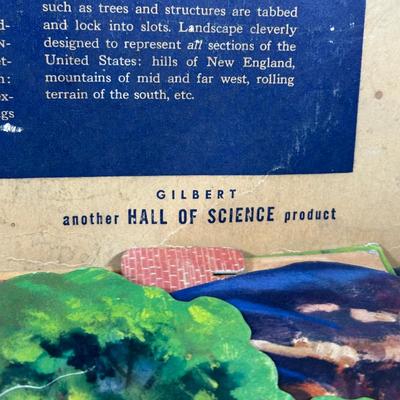 such as trees and structures are tabbed
and lock into slots. Landscape cleverly
designed to represent all sections of the
United States: hills of New England,
mountains of mid and far west, rolling
terrain of the south, etc.
GILBERT
another HALL OF SCIENCE product